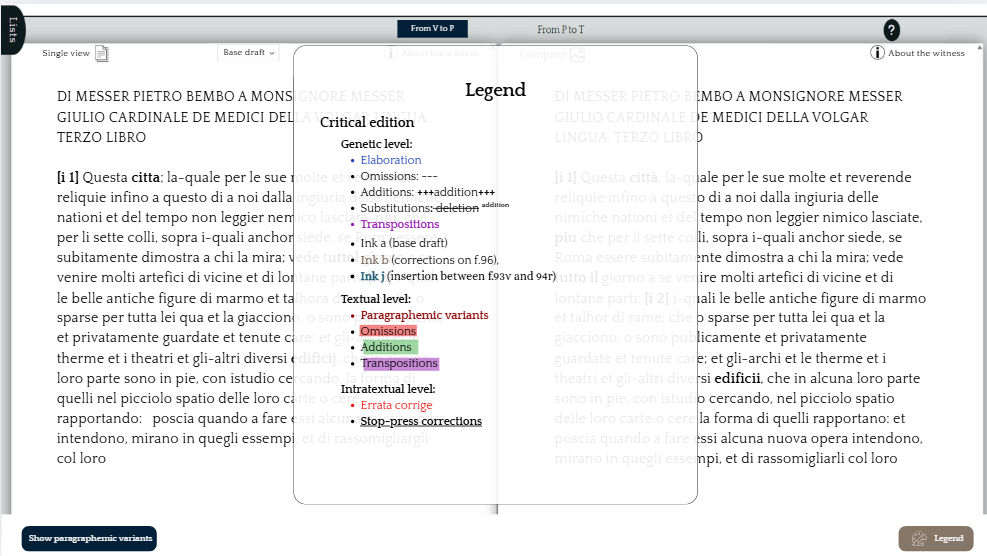 Lists
From V to P
From P to T
?
Single view
Base draft
About the witness
Compare
About the witness
DI MESSER PIETRO BEMBO A MONSIGNORE MESSER
GIULIO CARDINALE DE MEDICI DELLA VOLGAR LINGUA.
TERZO LIBRO
[i 1] Questa citta; la-quale per le sue molte et
reliquie infino a questo di a noi dalla ingiuria delle nimiche
nationi et del tempo non leggier nemico lasciate,
per li sette colli, sopra i-quali anchor siede, se Roma
subitamente dimostra a chi la mira; vede tutto
venire molti artefici di vicine et di lontane parti
le belle antiche figure di marmo et talhora di
sparse per tutta lei qua et la giacciono, o sono
et privatamente guardate et tenute care: et gli
therme et i theatri et gli-altri diversi edificij, che
loro parte sono in pie, con istudio cercando, la forma di
quelli nel picciolo spatio delle loro carte o cere
rapportando: poscia quando a fare essi alcuna
intendono, mirano in quegli essempi, et di rassomigliargli
col loro
Legend
Critical edition
Genetic level:
• Elaboration
• Omissions: ---
• Additions: +++addition+++
• Substitutions: deletion addition
• Transpositions
• Ink a (base draft)
• Ink b (corrections on f.96),
• Ink j (insertion between f.93v and 94r)
Textual level:
• Paragraphemic variants
• Omissions
• Additions
• Transpositions
Intratextual level:
• Errata corrige
• Stop-press corrections
DI MESSER PIETRO BEMBO A MONSIGNORE MESSER
GIULIO CARDINALE DE MEDICI DELLA VOLGAR
LINGUA. TERZO LIBRO
[i 1] Questa città; la-quale per le sue molte et reverende
reliquie infino a questo di a noi dalla ingiuria delle
nimiche nationi et del tempo non leggier nimico lasciate,
piu che per li sette colli, sopra i-quali anchor siede, se
Roma essere subitamente dimostra a chi la mira; vede
tutto il giorno a se venire molti artefici di vicine et di
lontane parti: [i 2] i-quali le belle antiche figure di marmo
et talhor di rame; che o sparse per tutta lei qua et la
giacciono, o sono publicamente et privatamente
guardate et tenute care; et gli-archi et le therme et i
theatri et gli-altri diversi edificii, che in alcuna loro parte
sono in pie, con istudio cercando, nel picciolo spatio
delle loro carte o cere la forma di quelli rapportano: et
poscia quando a fare essi alcuna nuova opera intendono,
mirano in quegli essempi, et di rassomigliarli col loro
Show paragraphemic variants
Legend